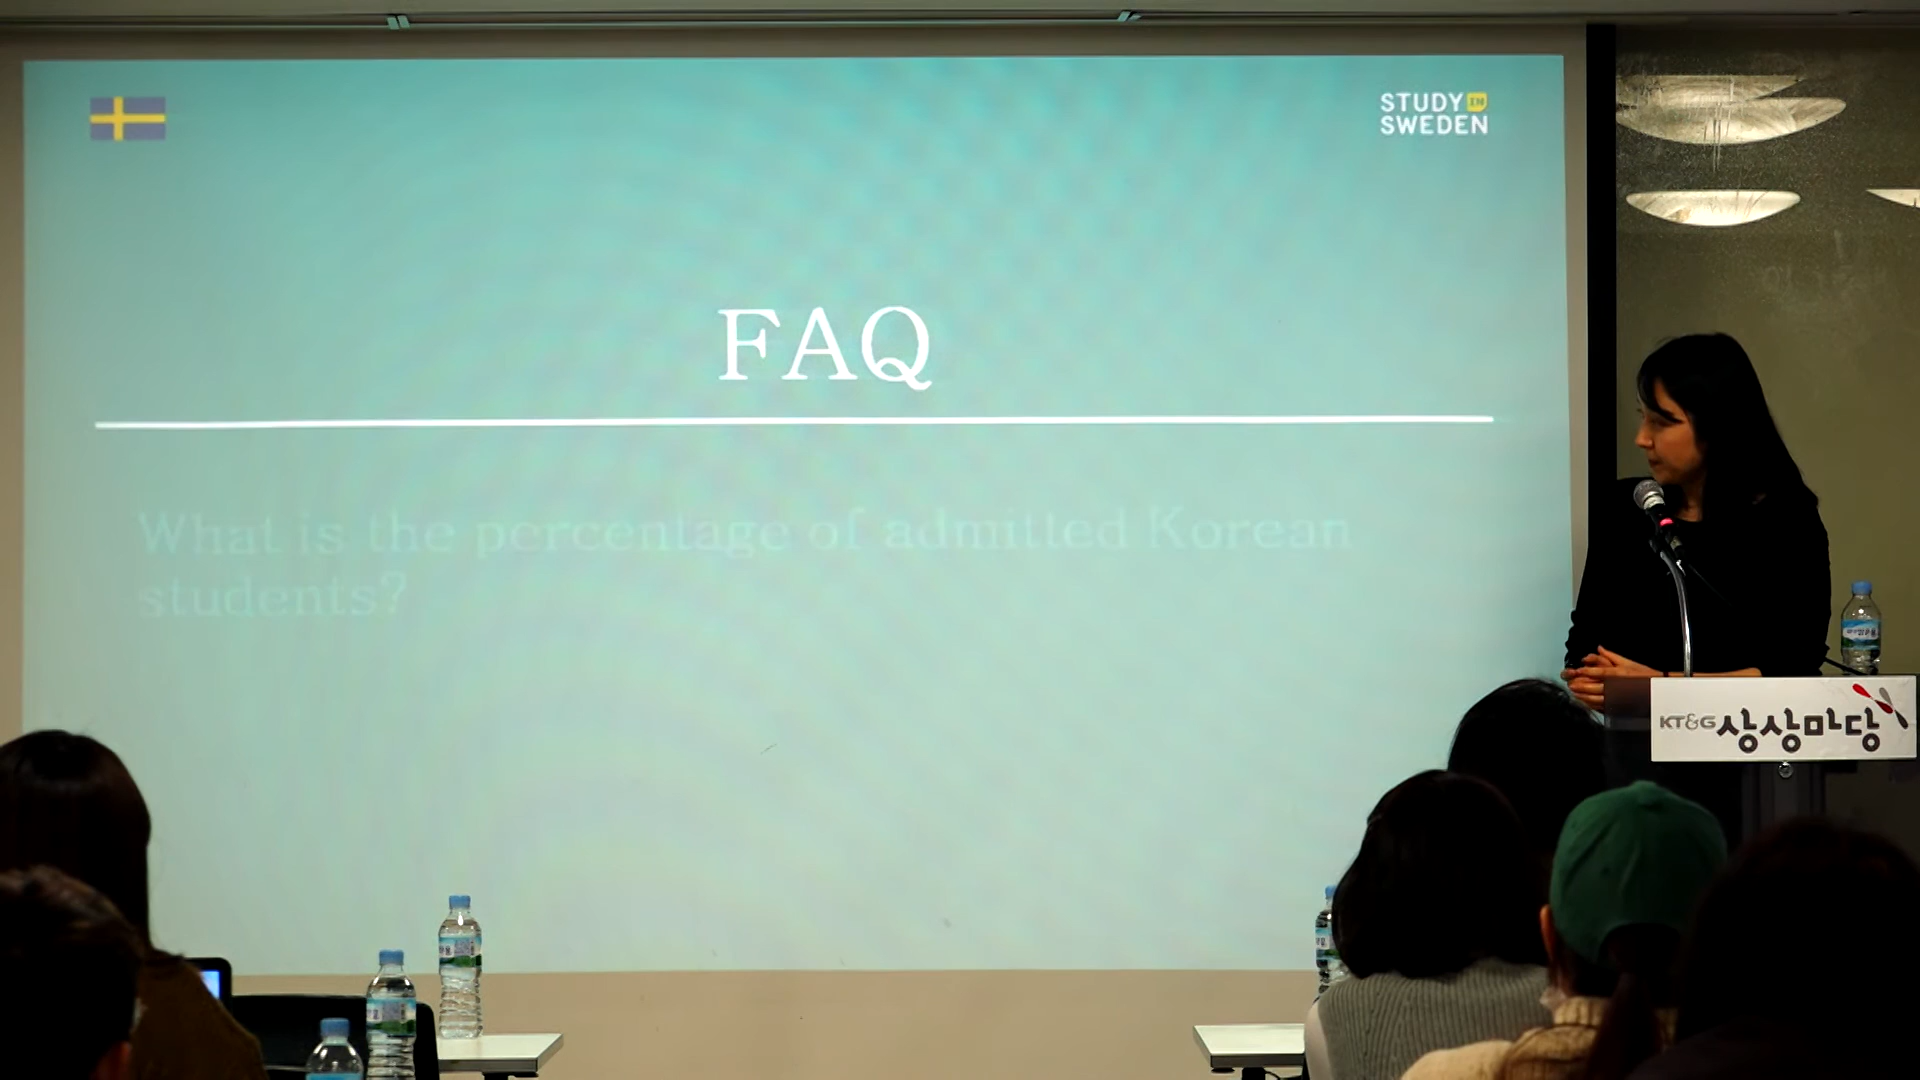 STUDY IN
SWEDEN
FAQ
What is the percentage of admitted Korean
students?
KT&G 상상마당